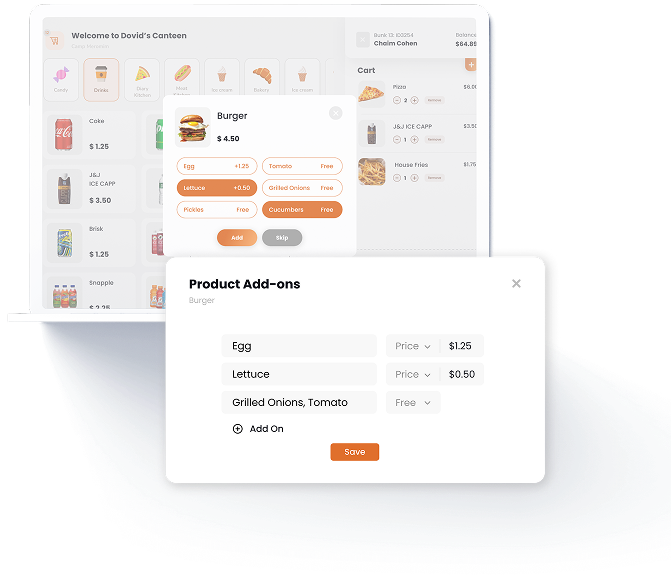 Welcome to Dovid's Canteen
Bunk 13: 100254
Chaim Cohen
Balance
$64.89
Candy
Drinks
Dairy
Kitchen
Meat
Ice cream
Bakery
Ice cream
Cart
Pizza
$6.00
2
Remove
J&J ICE CAPP
$3.50
1
Remove
House Fries
$1.75
1
Remove
Coke
$ 1.25
J&J
ICE CAPP
$ 3.50
Brisk
$ 1.25
Snapple
$ 2.25
Burger
$ 4.50
Egg +1.25
Tomato Free
Lettuce +0.50
Grilled Onions Free
Pickles Free
Cucumbers Free
Add
Skip
Product Add-ons
Burger
Egg
Price
$1.25
Lettuce
Price
$0.50
Grilled Onions, Tomato
Free
Add On
Save